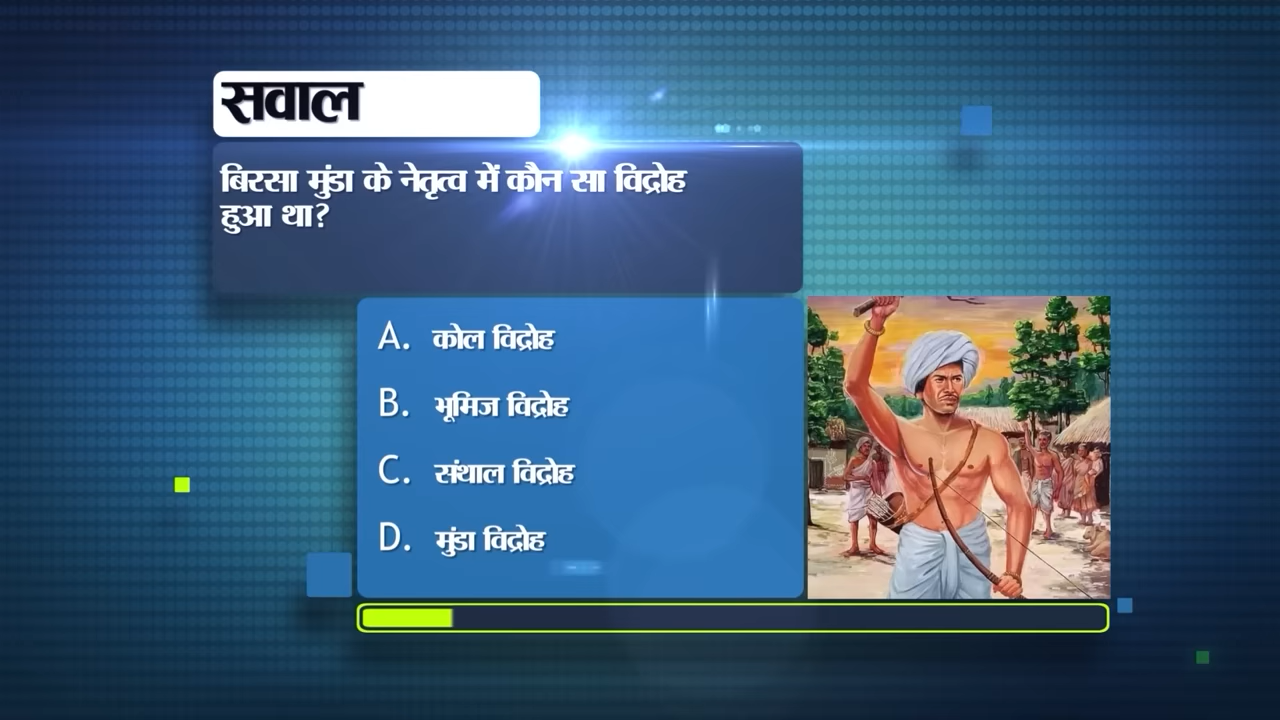 सवाल
बिरसा मुंडा के नेतृत्व में कौन सा विद्रोह
हुआ था?
A. कोल विद्रोह
B. भूमिज विद्रोह
C. संथाल विद्रोह
D. मुंडा विद्रोह